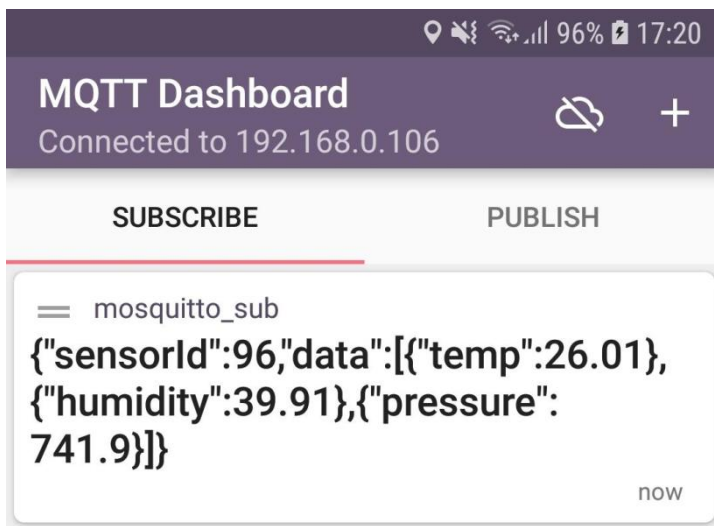 96% 17:20
MQTT Dashboard
Connected to 192.168.0.106
SUBSCRIBE PUBLISH
mosquitto_sub
{"sensorId":96,"data":[{"temp":26.01},
{"humidity":39.91},{"pressure":
741.9}]}
now